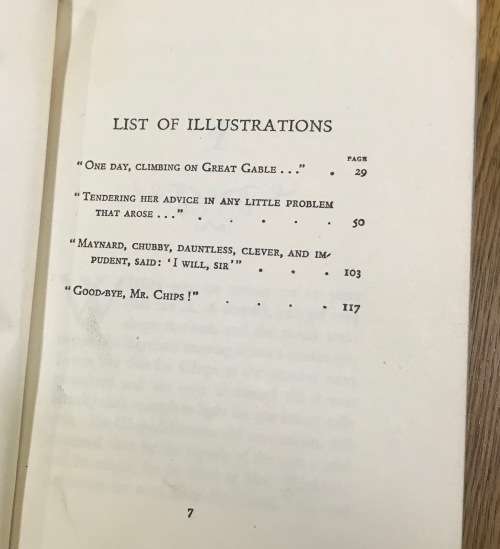 LIST OF ILLUSTRATIONS
PAGE
“ One day, climbing on Great Gable . . .” . 29
“ Tendering her advice in any little problem
that arose . . .” . . . . . 50
“ Maynard, chubby, dauntless, clever, and im-
pudent, said: ‘I will, sir’” . . . 103
“ Good-bye, Mr. Chips !” . . . . 117
7